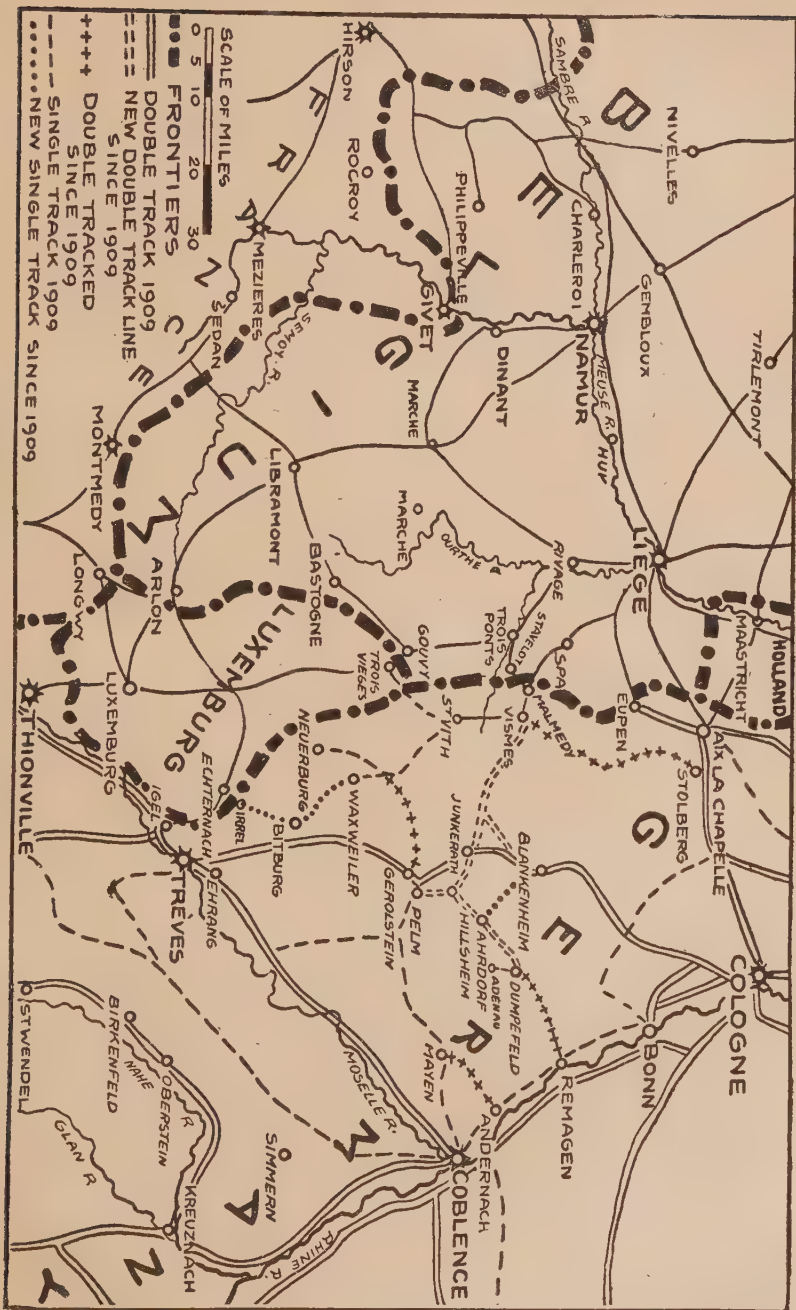 HOLLAND
MAASTRICHT
TIRLEMONT
COLOGNE
AIX LA CHAPELLE
STOLBERG
NIVELLES
GEMBLOUX
LIEGE
EUPEN
BONN
BELGIUM
SAMBRE R.
CHARLEROI
NAMUR
MEUSE R.
HUY
RIVAGE
SPA
GERMANY
REMAGEN
PHILIPPEVILLE
DINANT
MARCHE
OURTHE
STAVELOT
TROIS PONTS
MALMEDY
VISMES
BLANKENHEIM
AHRDORF
ADENAU
DUMPEFELD
ANDERNACH
GIVET
MARCHE
GOUVY
ST VITH
JUNKERATH
HILLSHEIM
PELM
GEROLSTEIN
MAYEN
COBLENCE
HIRSON
ROCROY
BASTOGNE
TROIS VIEGES
WAXWEILER
MOSELLE R.
RHINE R.
FRANCE
MEZIERES
SEMOY R.
LIBRAMONT
LUXEMBURG
NEUERBURG
BITBURG
SIMMERN
SEDAN
ARLON
ECHTERNACH
IRREL
EHRANG
TREVES
IGEL
KREUZNACH
OBERSTEIN
NAHE R
BIRKENFELD
GLAN R
ST WENDEL
MONTMEDY
LONGWY
LUXEMBURG
THIONVILLE
SCALE OF MILES
0 5 10 20 30
FRONTIERS
DOUBLE TRACK 1909
NEW DOUBLE TRACK LINE
SINCE 1909
DOUBLE TRACKED
SINCE 1909
SINGLE TRACK 1909
NEW SINGLE TRACK SINCE 1909